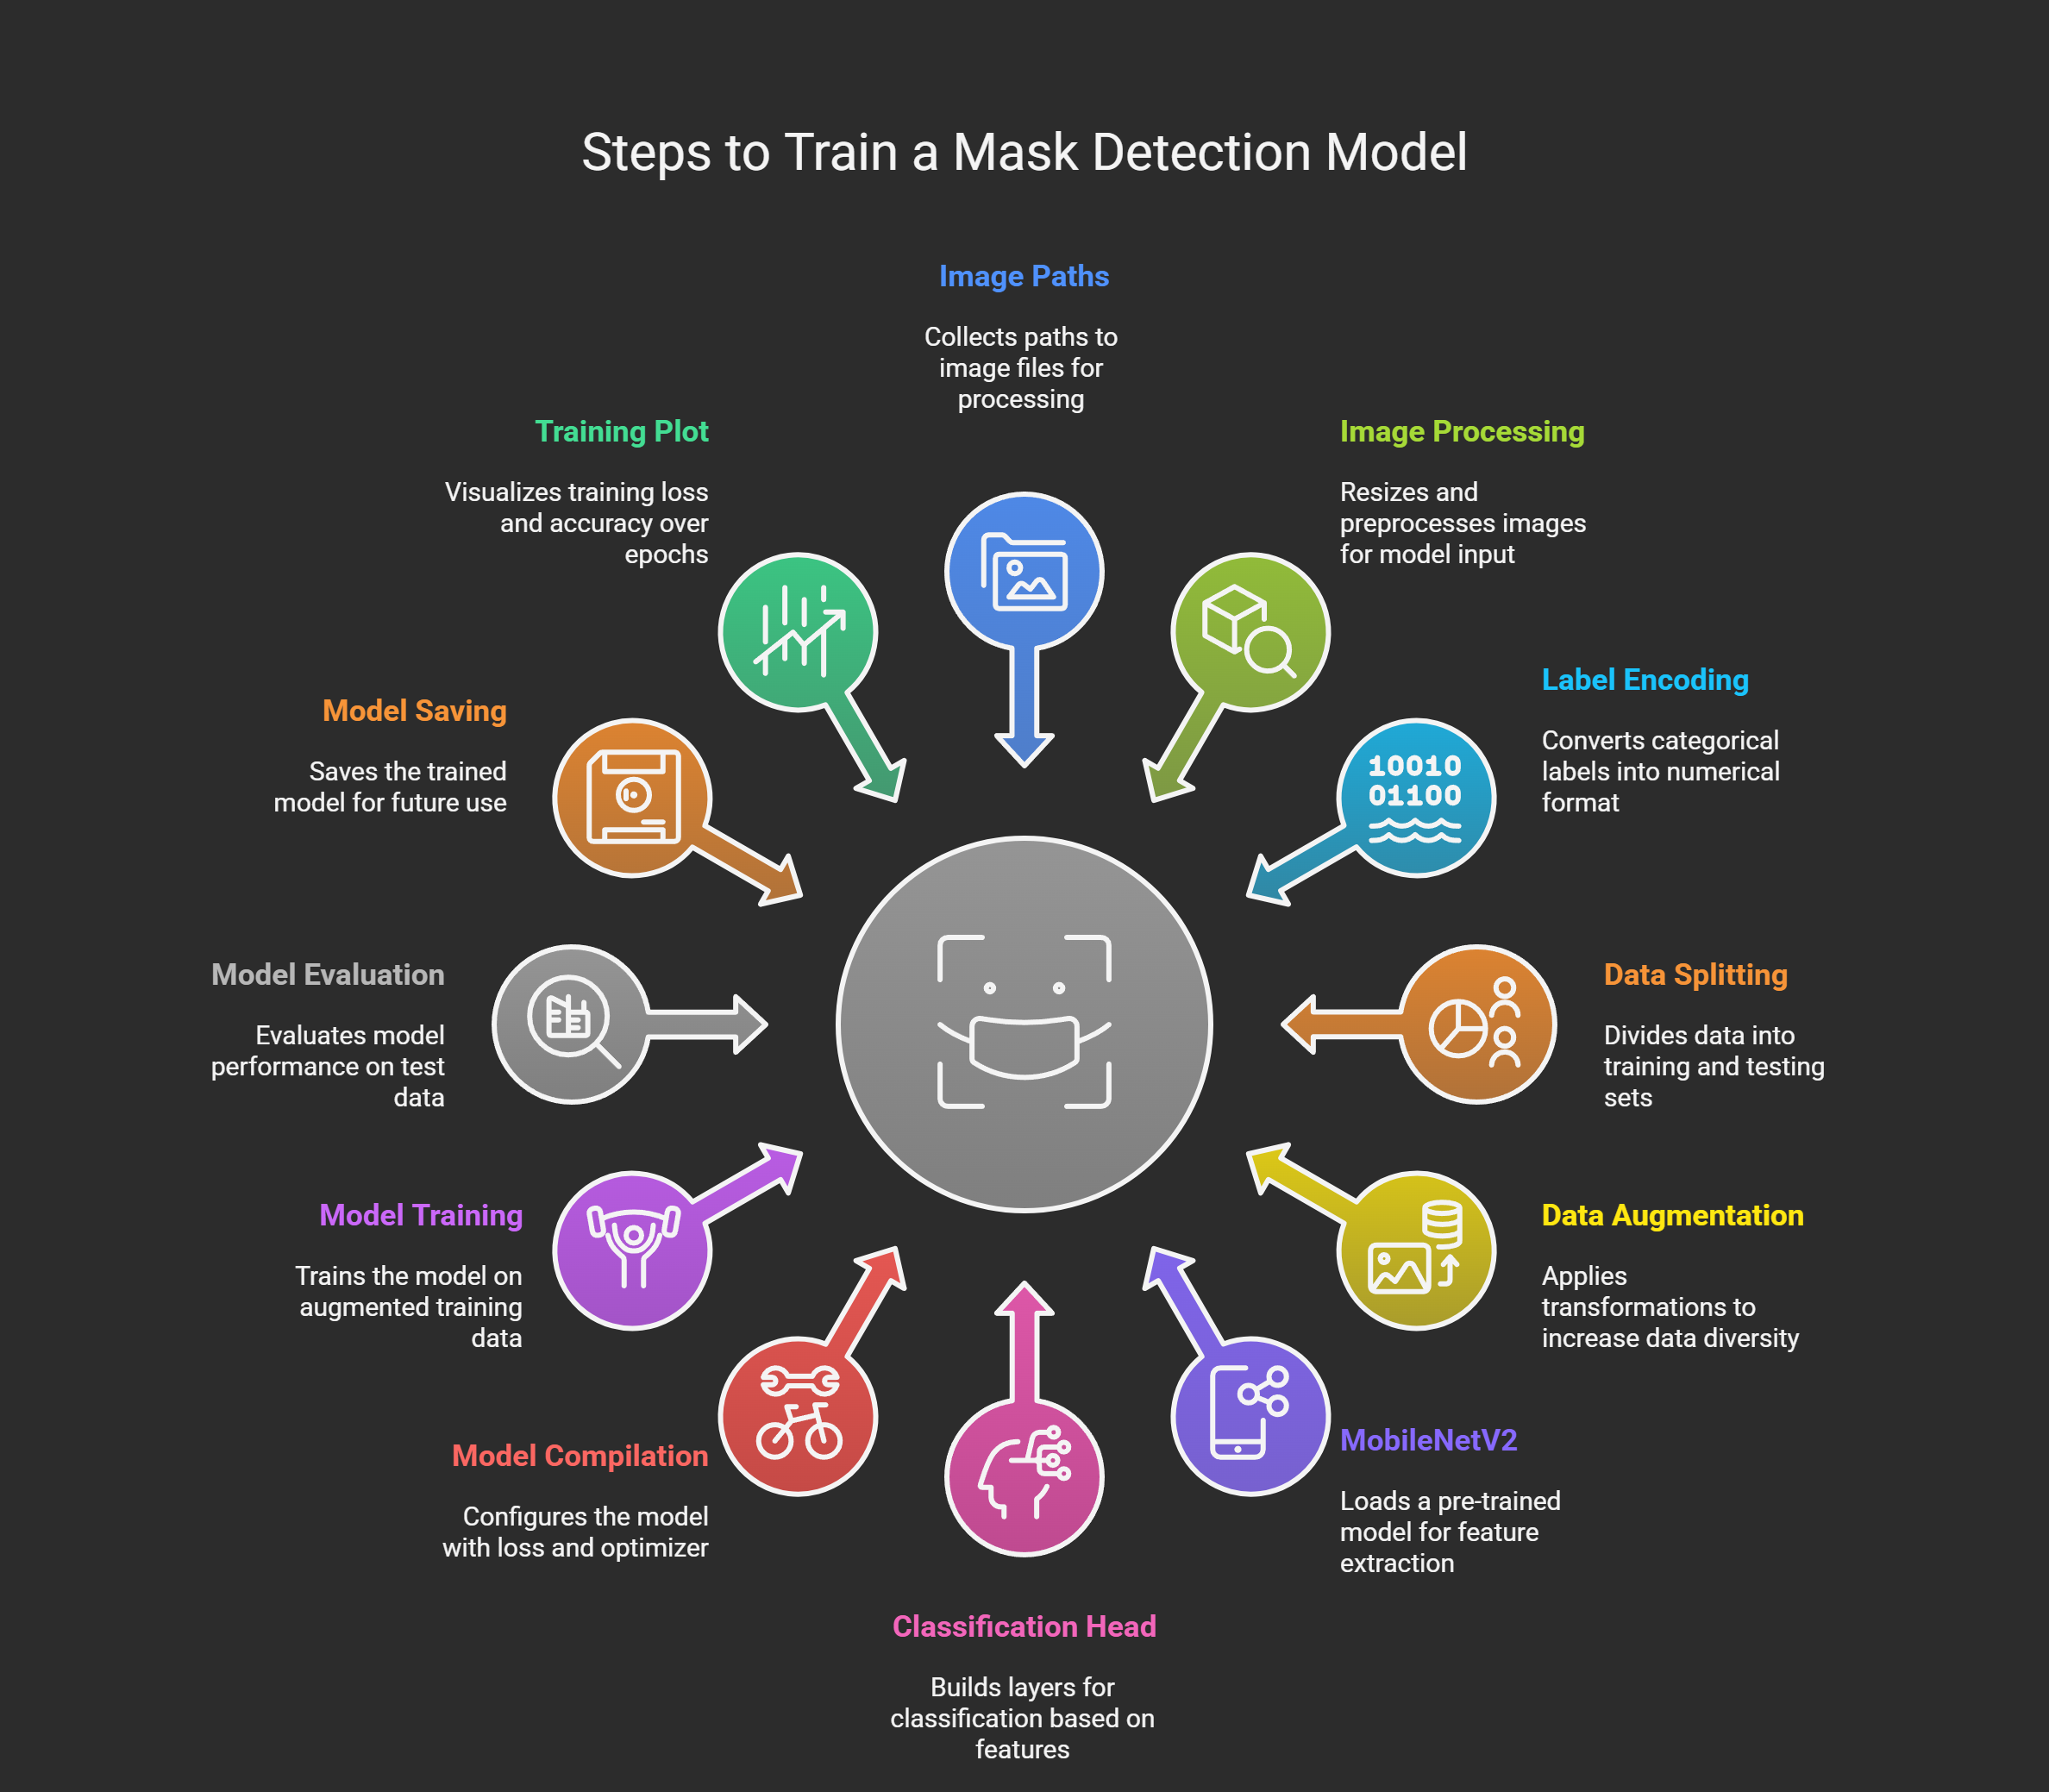 Steps to Train a Mask Detection Model
Image Paths
Collects paths to
image files for
processing
Image Processing
Resizes and
preprocesses images
for model input
Label Encoding
Converts categorical
labels into numerical
format
10010
01100
Data Splitting
Divides data into
training and testing
sets
Data Augmentation
Applies
transformations to
increase data diversity
MobileNetV2
Loads a pre-trained
model for feature
extraction
Classification Head
Builds layers for
classification based on
features
Model Compilation
Configures the model
with loss and optimizer
Model Training
Trains the model on
augmented training
data
Model Evaluation
Evaluates model
performance on test
data
Model Saving
Saves the trained
model for future use
Training Plot
Visualizes training loss
and accuracy over
epochs